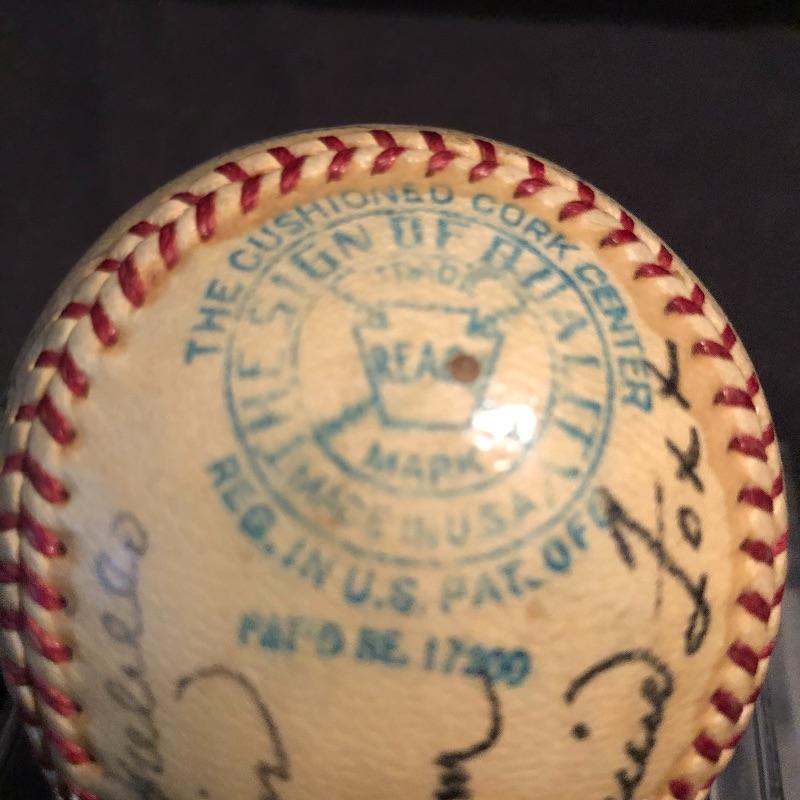 THE CUSHIONED CORK CENTER
THE SIGN OF QUALITY
TRADE
REACH
MARK
MADE IN U.S.A.
REG. IN U.S. PAT. OFF.
PAT'D RE. 17200
Foxx